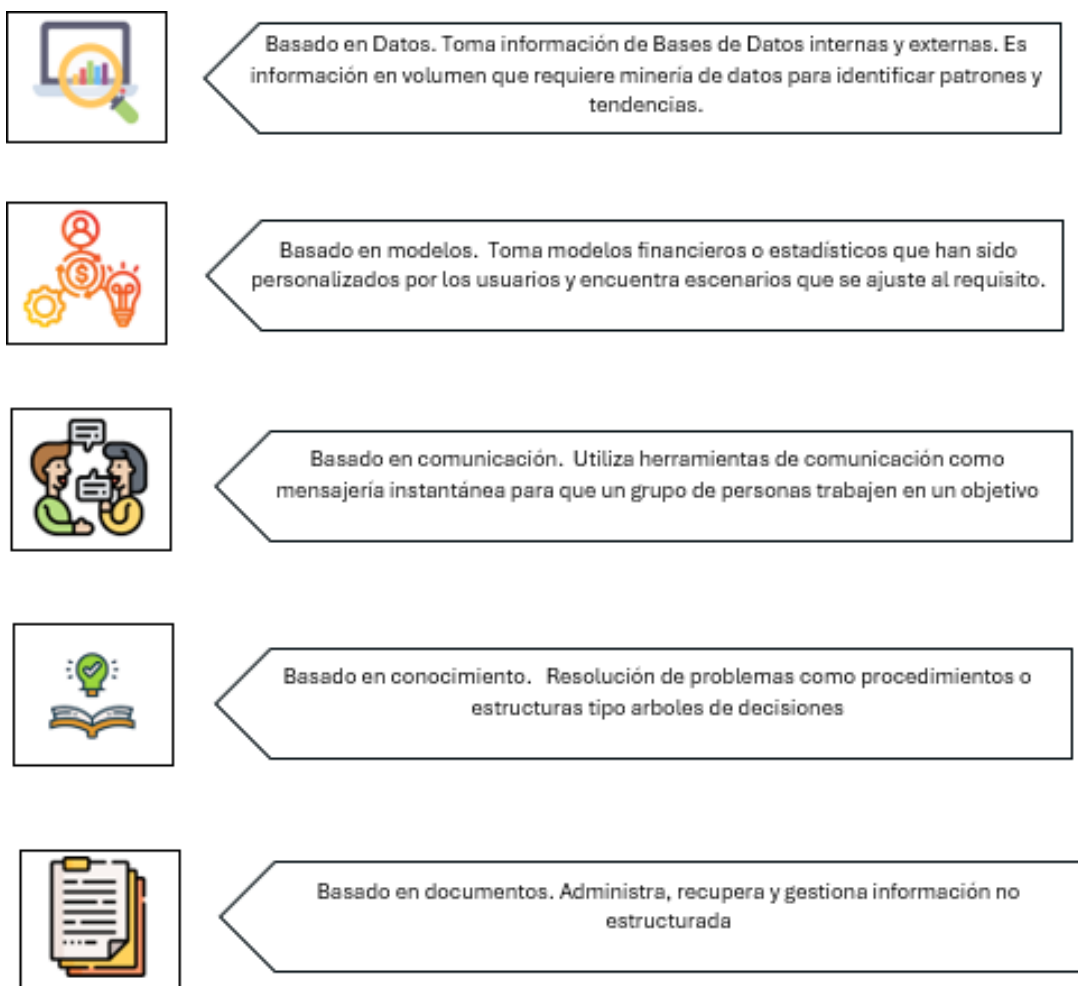 Basado en Datos. Toma información de Bases de Datos internas y externas. Es
información en volumen que requiere minería de datos para identificar patrones y
tendencias.
Basado en modelos. Toma modelos financieros o estadísticos que han sido
personalizados por los usuarios y encuentra escenarios que se ajuste al requisito.
Basado en comunicación. Utiliza herramientas de comunicación como
mensajería instantánea para que un grupo de personas trabajen en un objetivo
Basado en conocimiento. Resolución de problemas como procedimientos o
estructuras tipo arboles de decisiones
Basado en documentos. Administra, recupera y gestiona información no
estructurada